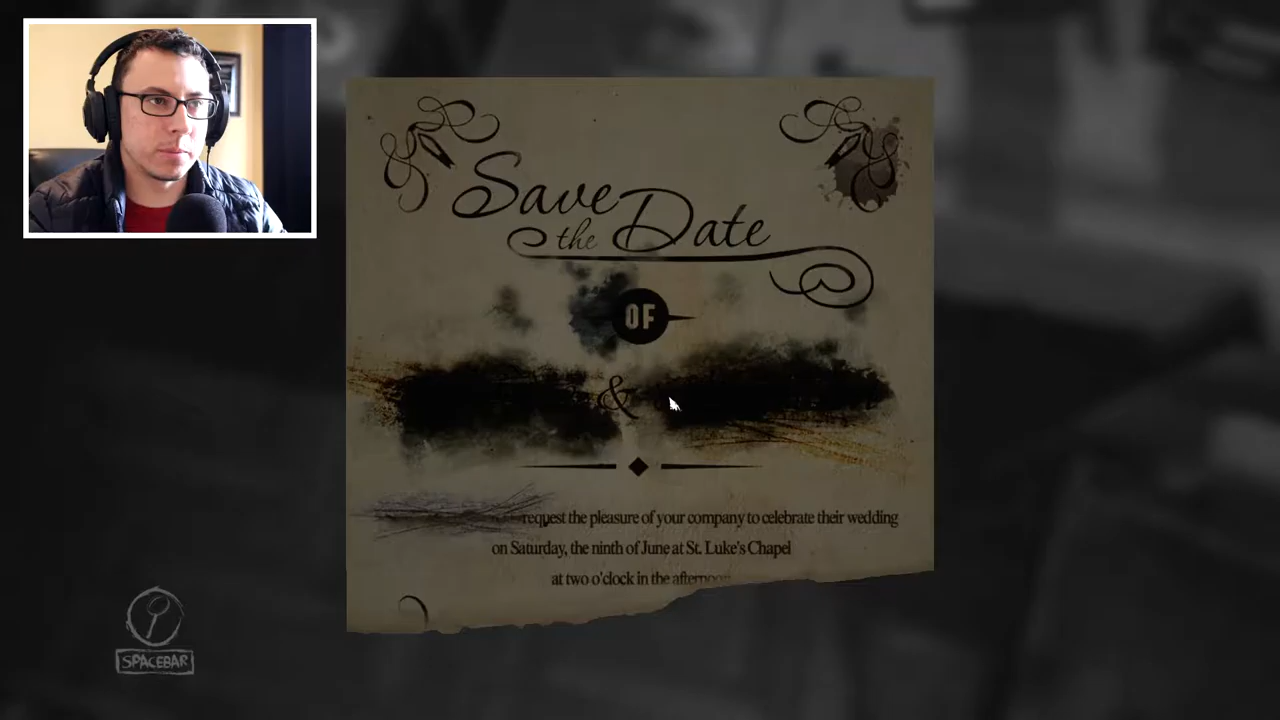 Save
the Date
OF
&
request the pleasure of your company to celebrate their wedding
on Saturday, the ninth of June at St. Luke's Chapel
at two o'clock in the afternoon
SPACEBAR